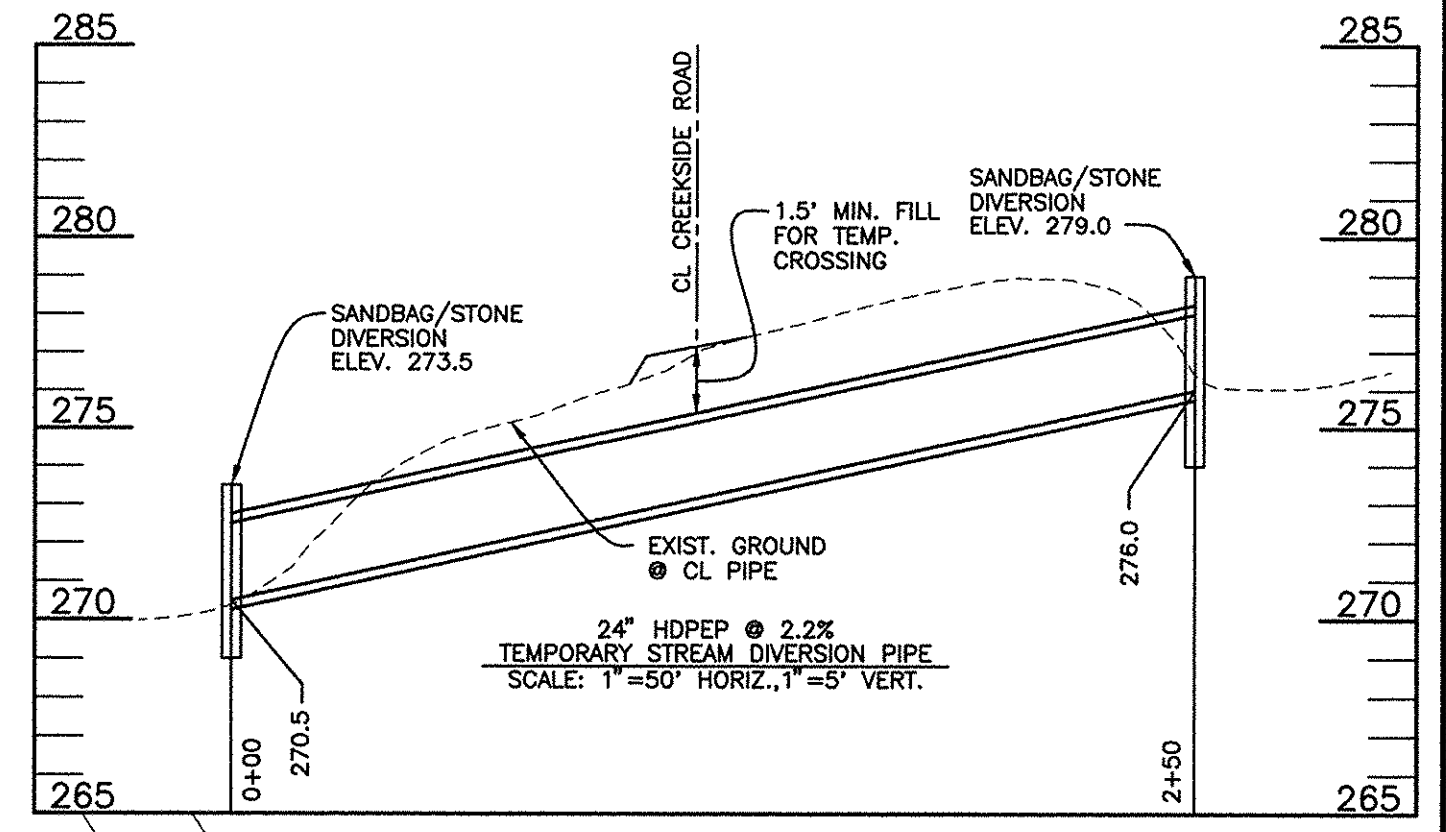 285
285
CL CREEKSIDE ROAD
SANDBAG/STONE
DIVERSION
ELEV. 279.0
1.5' MIN. FILL
FOR TEMP.
CROSSING
280
280
SANDBAG/STONE
DIVERSION
ELEV. 273.5
275
275
EXIST. GROUND
@ CL PIPE
276.0
270
270
24" HDPEP @ 2.2%
TEMPORARY STREAM DIVERSION PIPE
SCALE: 1"=50' HORIZ.,1"=5' VERT.
270.5
0+00
2+50
265
265